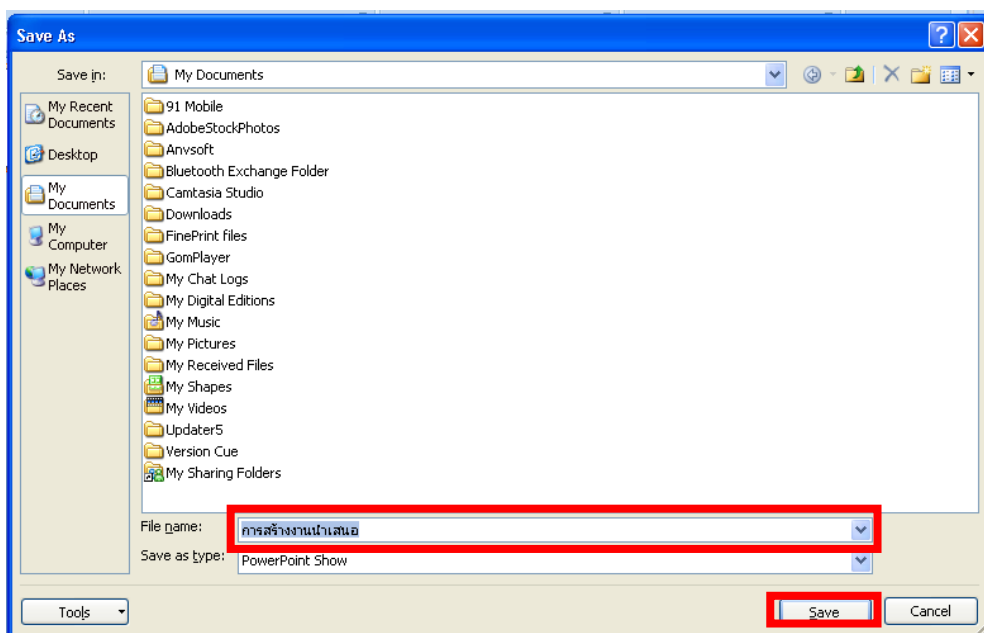 Save As
Save in:
My Documents
My Recent
Documents
Desktop
My
Documents
My
Computer
My Network
Places
91 Mobile
AdobeStockPhotos
Anvsoft
Bluetooth Exchange Folder
Camtasia Studio
Downloads
FinePrint files
GomPlayer
My Chat Logs
My Digital Editions
My Music
My Pictures
My Received Files
My Shapes
My Videos
Updater5
Version Cue
My Sharing Folders
File name:
การสร้างงานนำเสนอ
Save as type:
PowerPoint Show
Tools
Save
Cancel